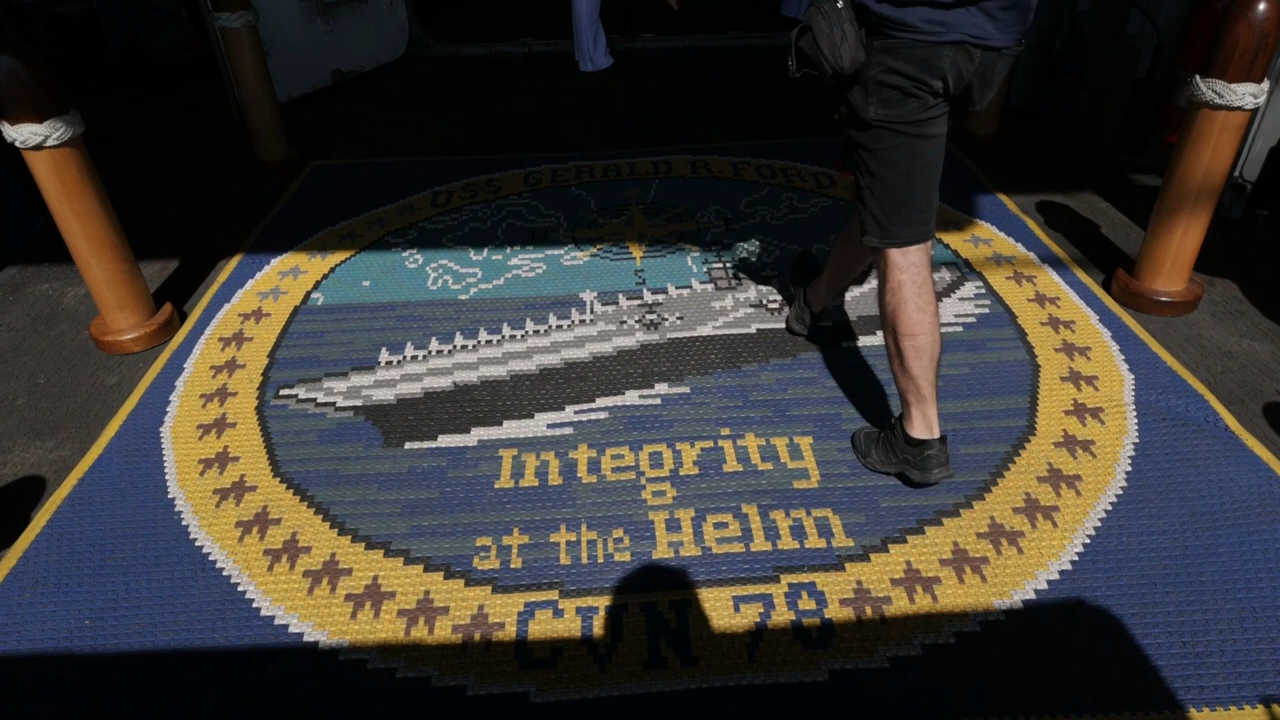 USS GERALD R. FORD
Integrity
at the Helm
CVN 78